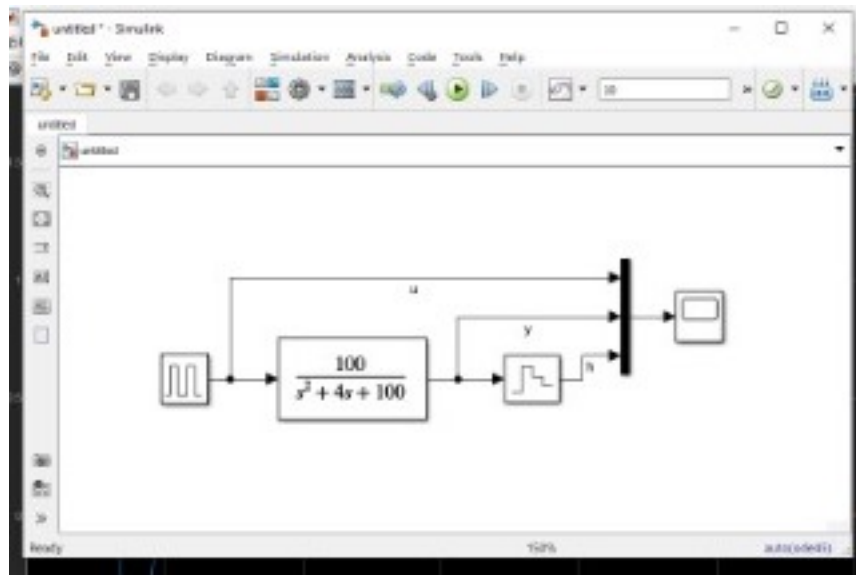 untitled * - Simulink
File Edit View Display Diagram Simulation Analysis Code Tools Help
10
untitled
untitled
u
y
h
100
s² + 4s + 100
Ready 150% auto(ode45)